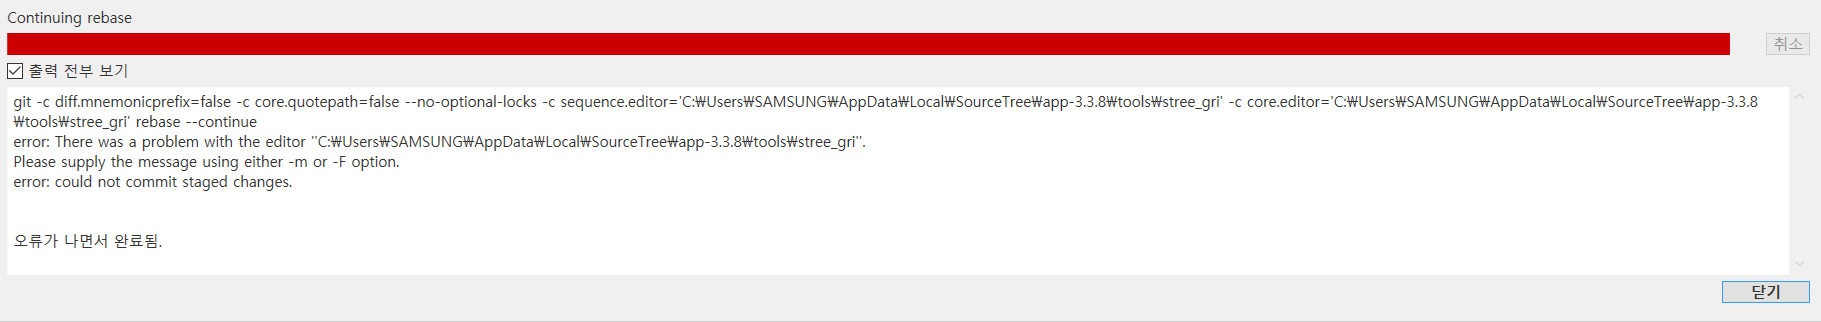 Continuing rebase
취소
출력 전부 보기
git -c diff.mnemonicprefix=false -c core.quotepath=false --no-optional-locks -c sequence.editor='C:₩Users₩SAMSUNG₩AppData₩Local₩SourceTree₩app-3.3.8₩tools₩stree_gri' -c core.editor='C:₩Users₩SAMSUNG₩AppData₩Local₩SourceTree₩app-3.3.8
₩tools₩stree_gri' rebase --continue
error: There was a problem with the editor ''C:₩Users₩SAMSUNG₩AppData₩Local₩SourceTree₩app-3.3.8₩tools₩stree_gri''.
Please supply the message using either -m or -F option.
error: could not commit staged changes.
오류가 나면서 완료됨.
닫기